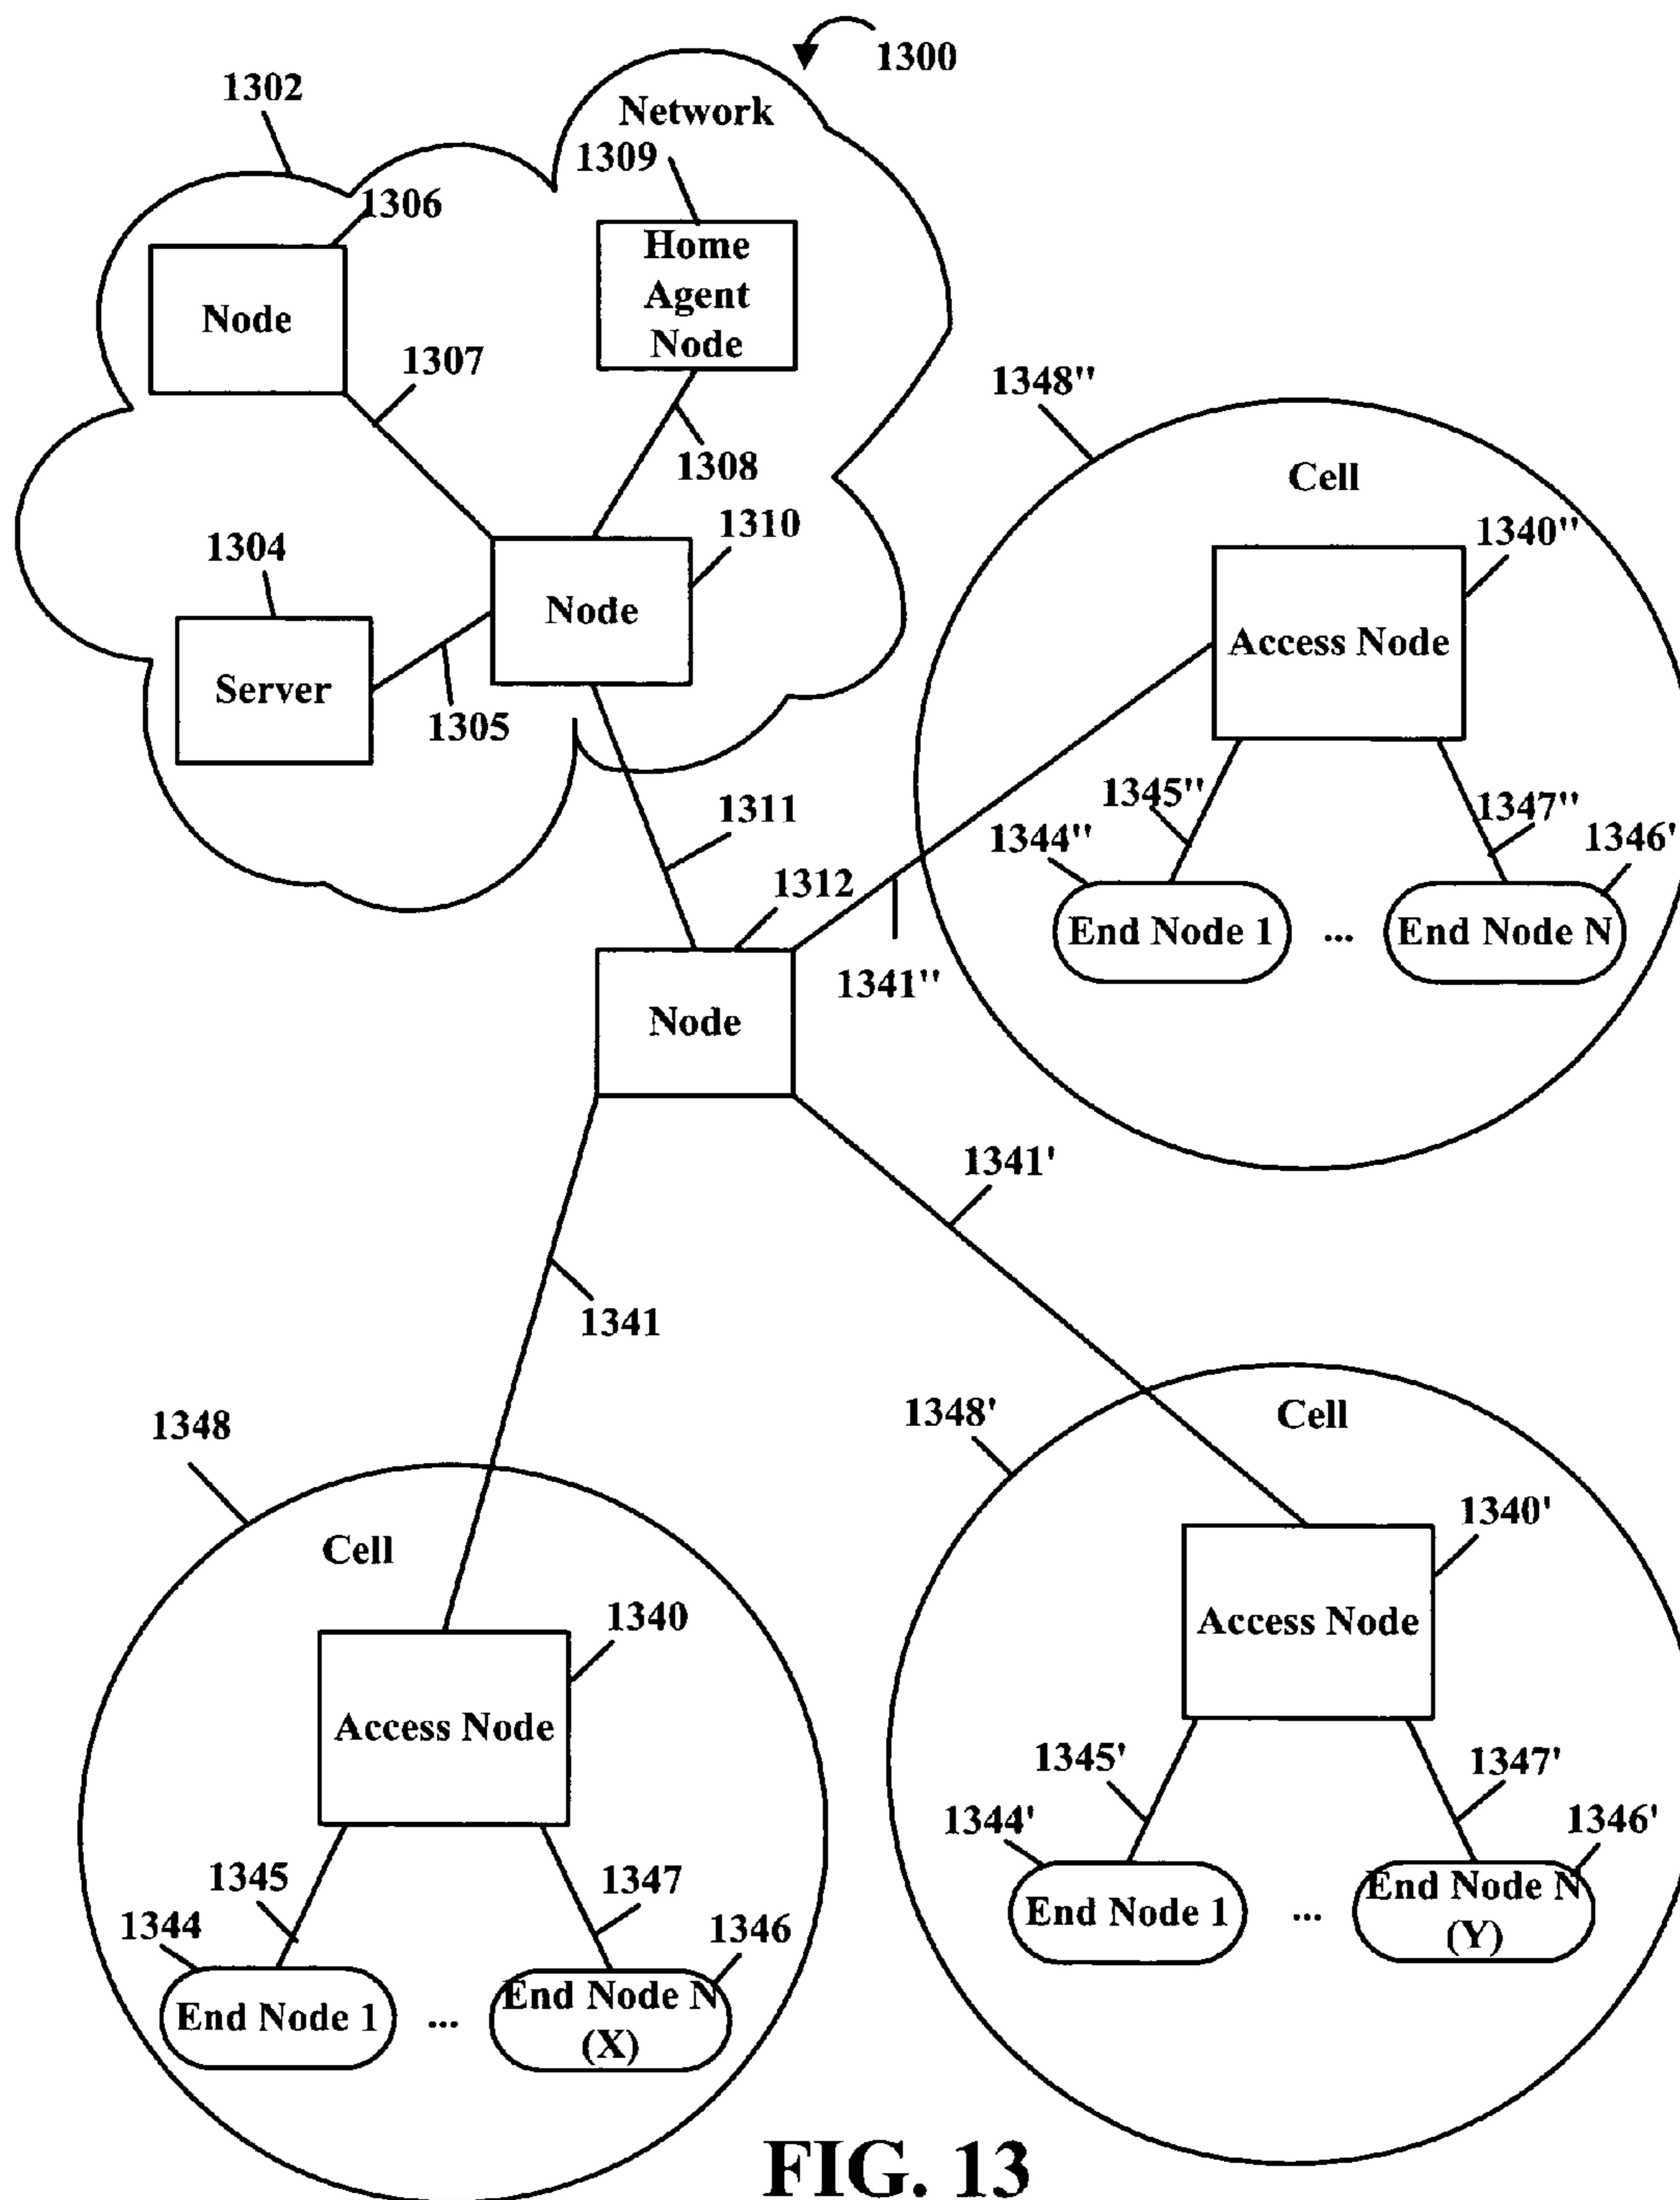 1300
1302
Network
1309
1306
Home
Agent
Node
Node
1307
1308
1348''
Cell
1310
1340''
1304
Node
Access Node
Server
1305
1345''
1347''
1311
1344''
1346'
1312
End Node 1 ... End Node N
1341''
Node
1341'
1341
1348'
Cell
1348
1340'
Cell
1340
Access Node
Access Node
1345'
1347'
1344'
1346'
1345
1347
End Node 1 ... End Node N
(Y)
1344
1346
End Node 1 ... End Node N
(X)
FIG. 13